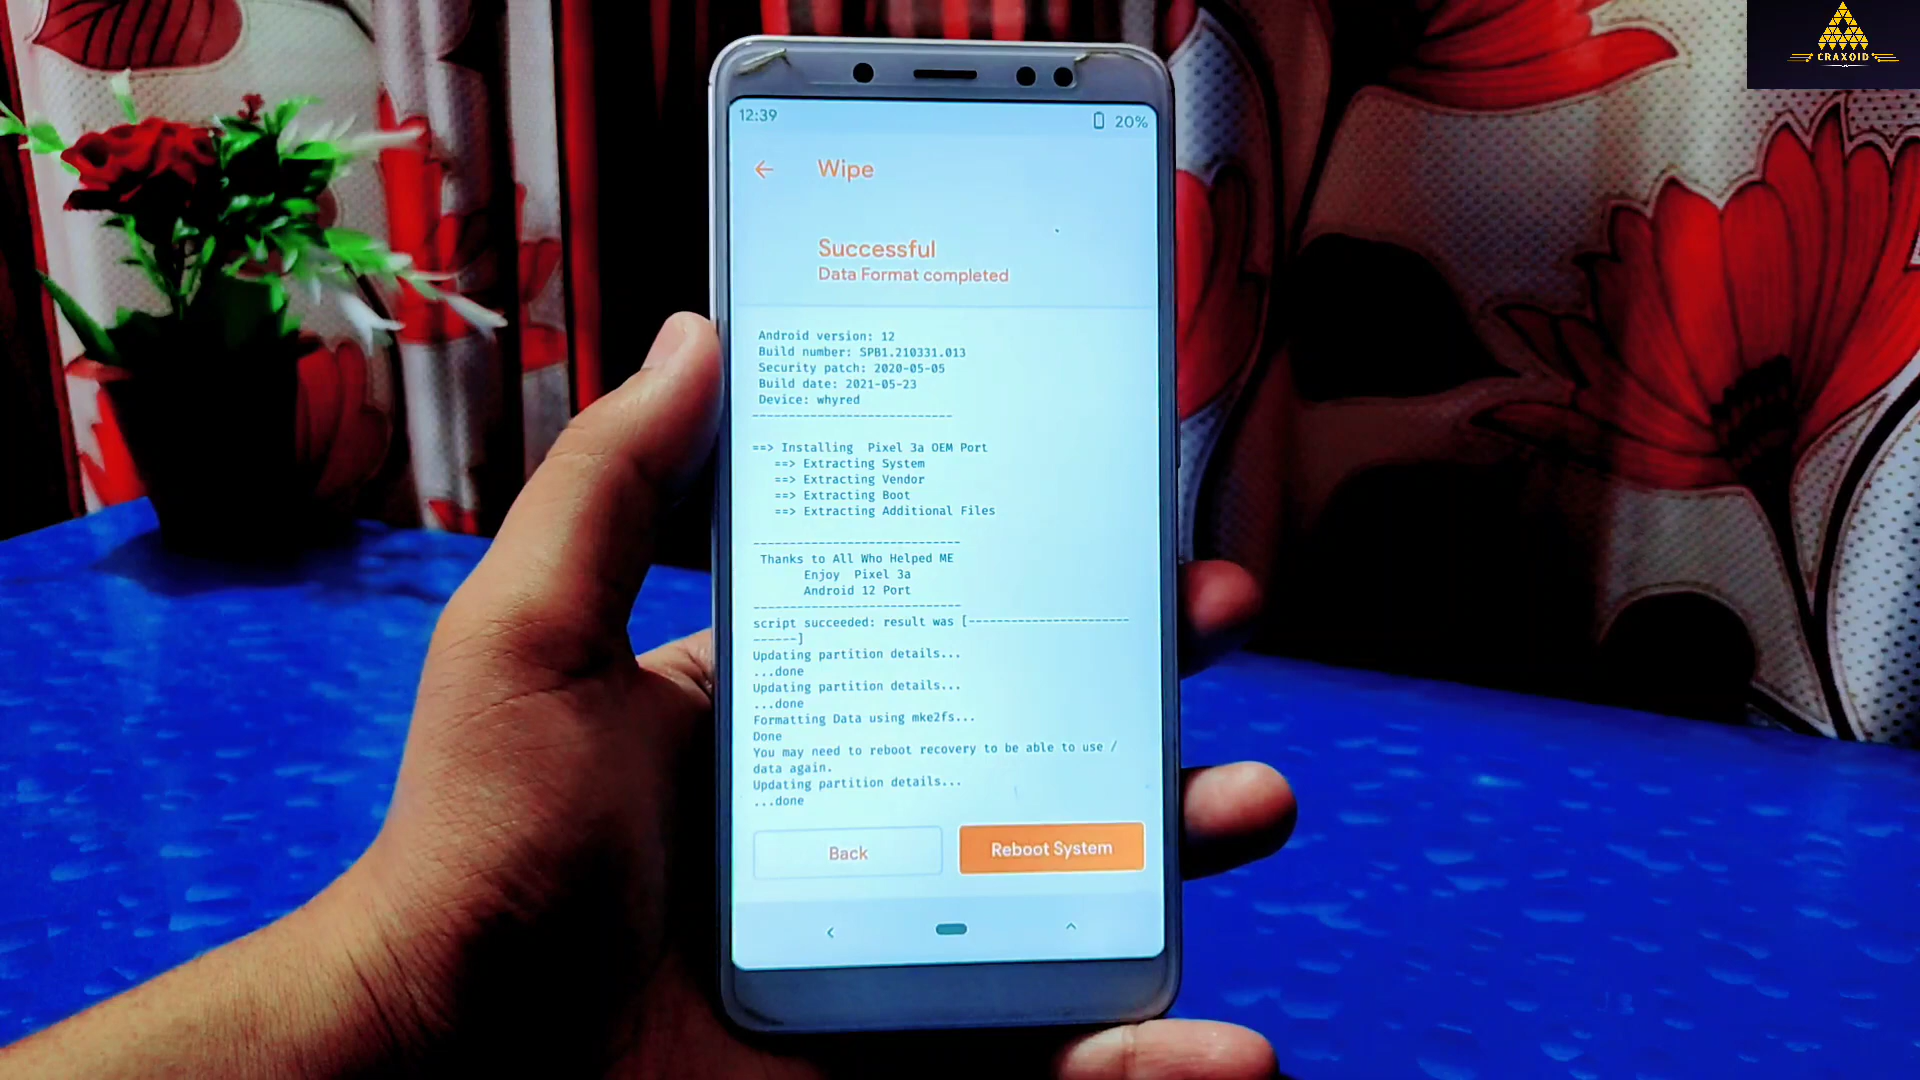 CRAXOID
12:39
20%
Wipe
Successful
Data Format completed
Android version: 12
Build number: SPB1.210331.013
Security patch: 2020-05-05
Build date: 2021-05-23
Device: whyred
---------------------------
==> Installing  Pixel 3a OEM Port
==> Extracting System
==> Extracting Vendor
==> Extracting Boot
==> Extracting Additional Files
----------------------------
Thanks to All Who Helped ME
Enjoy  Pixel 3a
Android 12 Port
----------------------------
script succeeded: result was [----------------------
------]
Updating partition details...
...done
Updating partition details...
...done
Formatting Data using mke2fs...
Done
You may need to reboot recovery to be able to use /
data again.
Updating partition details...
...done
Back
Reboot System